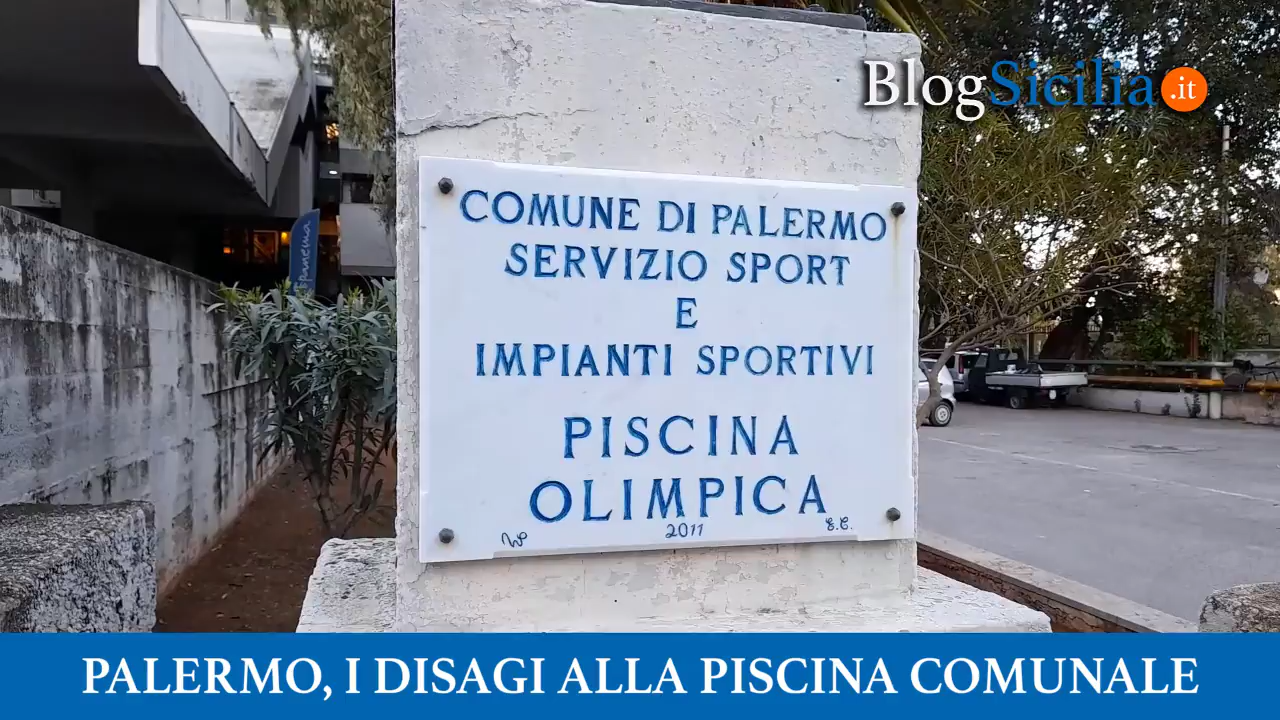 BlogSicilia.it
COMUNE DI PALERMO
SERVIZIO SPORT
E
IMPIANTI SPORTIVI
PISCINA
OLIMPICA
2011
E.C.
PALERMO, I DISAGI ALLA PISCINA COMUNALE